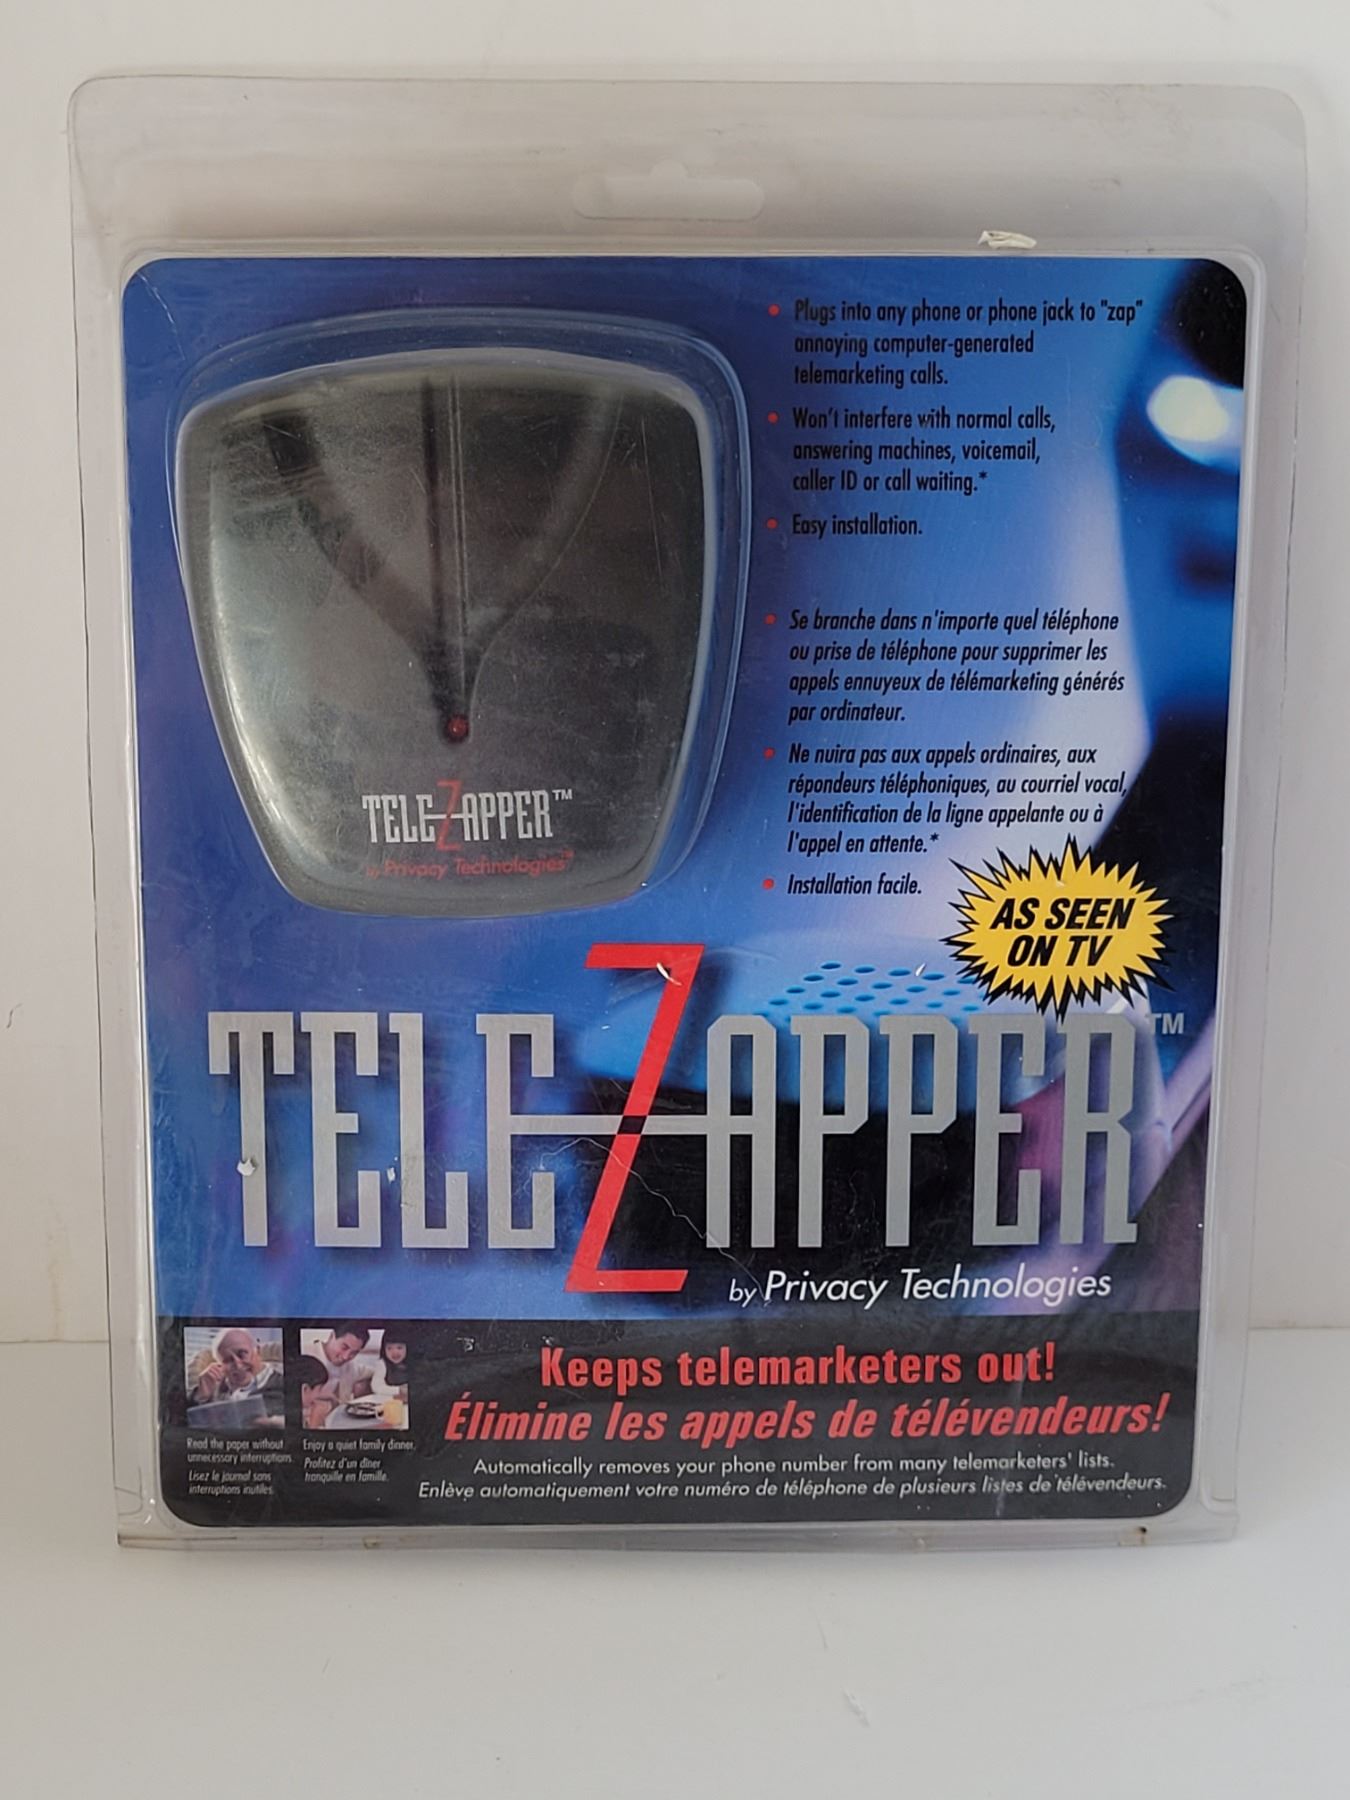 • Plugs into any phone or phone jack to "zap"
annoying computer-generated
telemarketing calls.
• Won't interfere with normal calls,
answering machines, voicemail,
caller ID or call waiting.*
• Easy installation.
• Se branche dans n'importe quel téléphone
ou prise de téléphone pour supprimer les
appels ennuyeux de télémarketing générés
par ordinateur.
• Ne nuira pas aux appels ordinaires, aux
répondeurs téléphoniques, au courriel vocal,
l'identification de la ligne appelante ou à
l'appel en attente.*
• Installation facile.
TELEZAPPER™
by Privacy Technologies™
AS SEEN
ON TV
TELEZAPPER™
by Privacy Technologies
Keeps telemarketers out!
Élimine les appels de télévendeurs!
Automatically removes your phone number from many telemarketers' lists.
Enlève automatiquement votre numéro de téléphone de plusieurs listes de télévendeurs.
Read the paper without
unnecessary interruptions.
Lisez le journal sans
interruptions inutiles.
Enjoy a quiet family dinner.
Profitez d'un dîner
tranquille en famille.